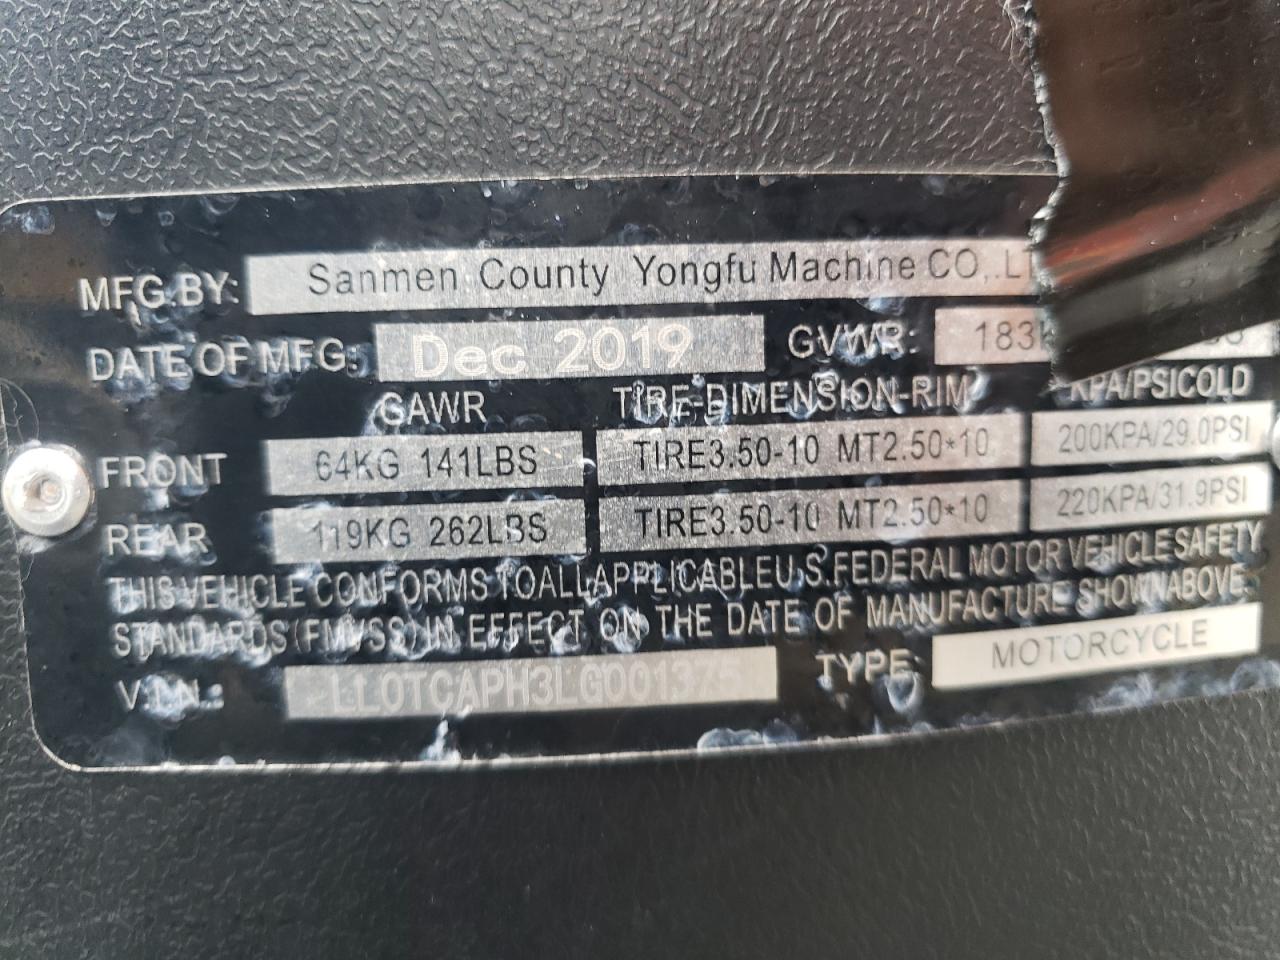 MFG.BY: Sanmen County Yongfu Machine CO,.LT
DATE OF MFG: Dec 2019 GVWR: 183K
GAWR TIRE-DIMENSION-RIM KPA/PSICOLD
FRONT 64KG 141LBS TIRE3.50-10 MT2.50*10 200KPA/29.0PSI
REAR 119KG 262LBS TIRE3.50-10 MT2.50*10 220KPA/31.9PSI
THIS VEHICLE CONFORMS TOALLAPPLICABLEU.S.FEDERAL MOTOR VEHICLE SAFETY
STANDARDS (FMVSS) IN EFFECT ON THE DATE OF MANUFACTURE SHOWNABOVE.
V.I.N.: LL0TCAPH3LG001375 TYPE: MOTORCYCLE